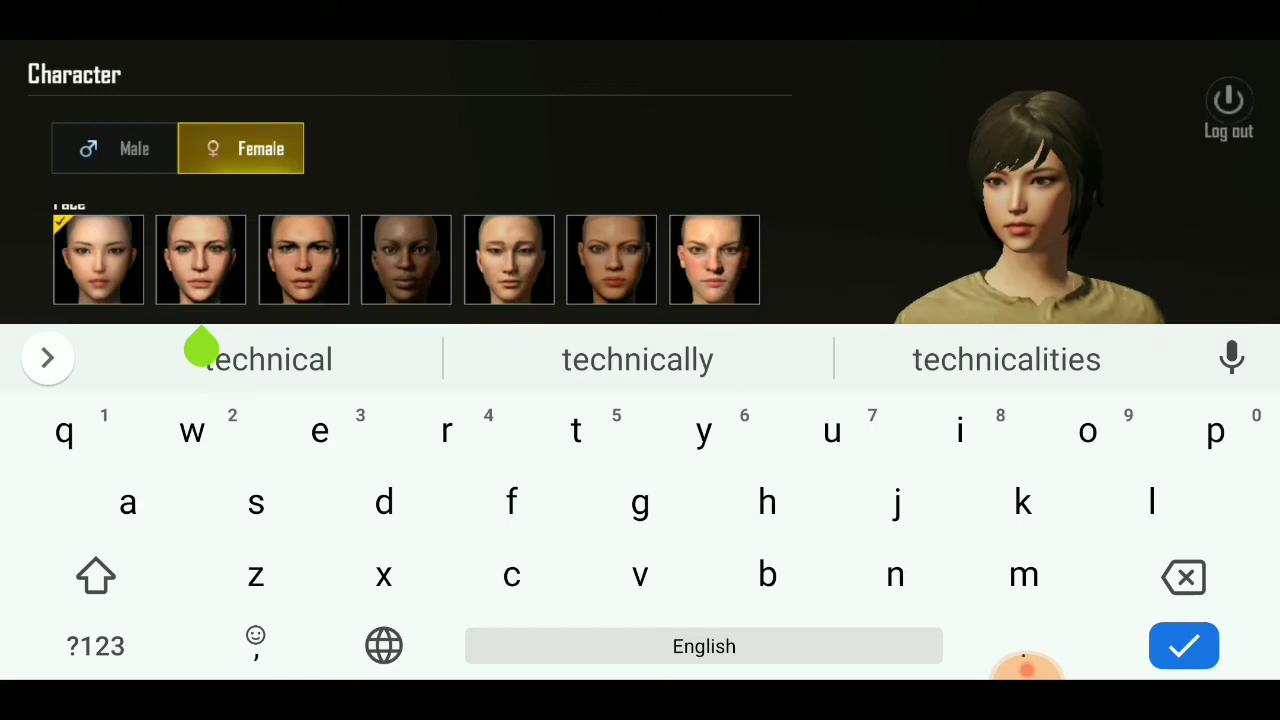 Character
Log out
Male Female
Face
technical technically technicalities
q 1 w 2 e 3 r 4 t 5 y 6 u 7 i 8 o 9 p 0
a s d f g h j k l
z x c v b n m
?123 , English .